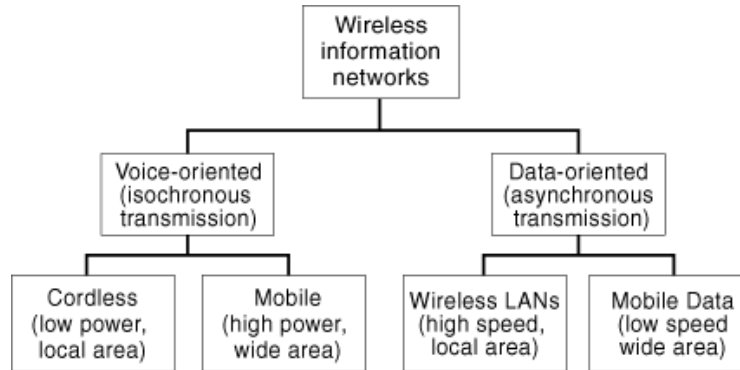 Wireless
information
networks
Voice-oriented
(isochronous
transmission)
Data-oriented
(asynchronous
transmission)
Cordless
(low power,
local area)
Mobile
(high power,
wide area)
Wireless LANs
(high speed,
local area)
Mobile Data
(low speed
wide area)